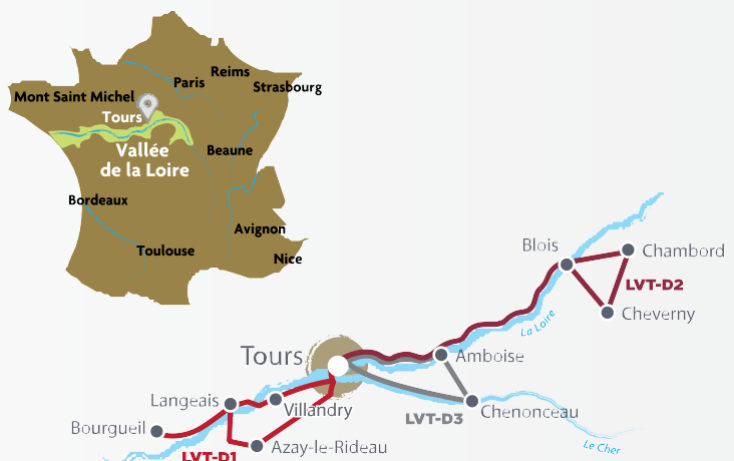 Reims
Paris
Strasbourg
Mont Saint Michel
Tours
Vallée
de la Loire
Beaune
Bordeaux
Avignon
Toulouse
Nice
Blois
Chambord
LVT-D2
Cheverny
La Loire
Tours
Amboise
Langeais
Villandry
LVT-D3
Chenonceau
Bourgueil
Azay-le-Rideau
Le Cher
LVT-D1